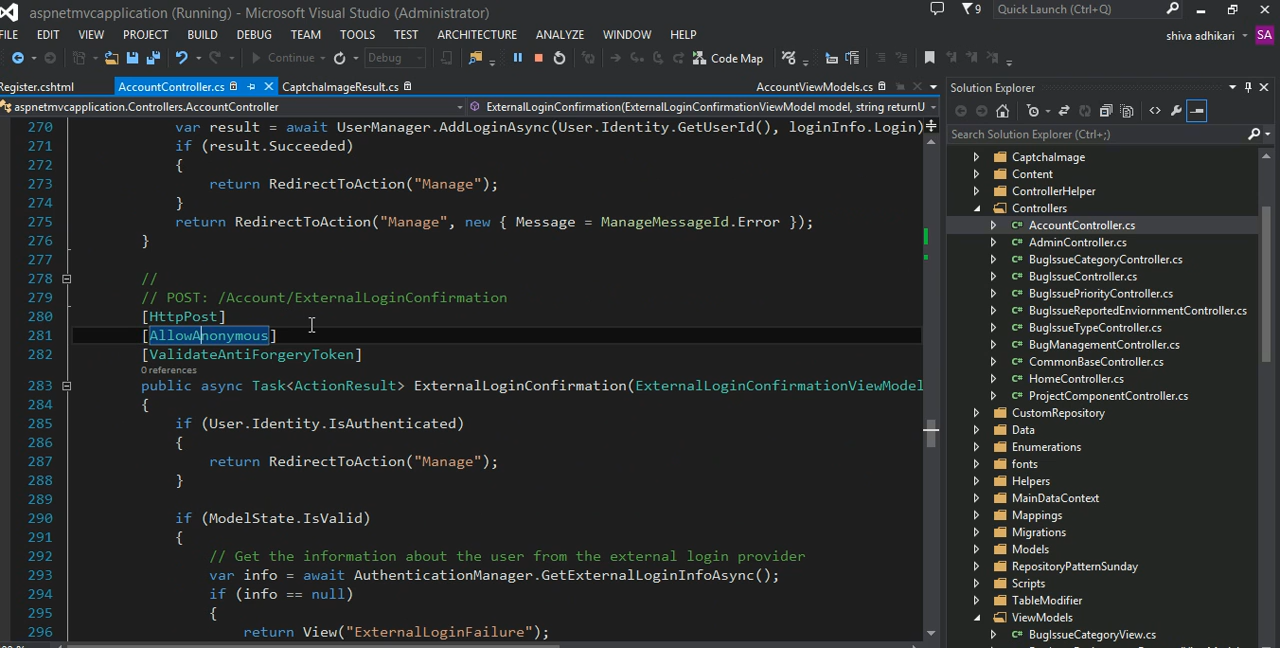 aspnetmvcapplication (Running) - Microsoft Visual Studio (Administrator)
9
Quick Launch (Ctrl+Q)
FILE EDIT VIEW PROJECT BUILD DEBUG TEAM TOOLS TEST ARCHITECTURE ANALYZE WINDOW HELP
shiva adhikari SA
Continue Debug Code Map
Register.cshtml AccountController.cs CaptchaImageResult.cs AccountViewModels.cs
aspnetmvcapplication.Controllers.AccountController ExternalLoginConfirmation(ExternalLoginConfirmationViewModel model, string returnU
270 var result = await UserManager.AddLoginAsync(User.Identity.GetUserId(), loginInfo.Login)
271 if (result.Succeeded)
272 {
273 return RedirectToAction("Manage");
274 }
275 return RedirectToAction("Manage", new { Message = ManageMessageId.Error });
276 }
277
278 //
279 // POST: /Account/ExternalLoginConfirmation
280 [HttpPost]
281 [AllowAnonymous]
282 [ValidateAntiForgeryToken]
0 references
283 public async Task<ActionResult> ExternalLoginConfirmation(ExternalLoginConfirmationViewModel
284 {
285 if (User.Identity.IsAuthenticated)
286 {
287 return RedirectToAction("Manage");
288 }
289
290 if (ModelState.IsValid)
291 {
292 // Get the information about the user from the external login provider
293 var info = await AuthenticationManager.GetExternalLoginInfoAsync();
294 if (info == null)
295 {
296 return View("ExternalLoginFailure");
Solution Explorer
Search Solution Explorer (Ctrl+;)
CaptchaImage
Content
ControllerHelper
Controllers
C# AccountController.cs
C# AdminController.cs
C# BugIssueCategoryController.cs
C# BugIssueController.cs
C# BugIssuePriorityController.cs
C# BugIssueReportedEnviornmentController.cs
C# BugIssueTypeController.cs
C# BugManagementController.cs
C# CommonBaseController.cs
C# HomeController.cs
C# ProjectComponentController.cs
CustomRepository
Data
Enumerations
fonts
Helpers
MainDataContext
Mappings
Migrations
Models
RepositoryPatternSunday
Scripts
TableModifier
ViewModels
C# BugIssueCategoryView.cs